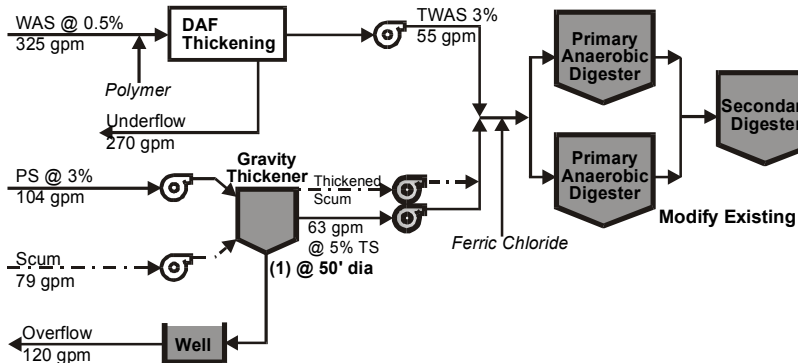 WAS @ 0.5%
325 gpm
Polymer
DAF
Thickening
TWAS 3%
55 gpm
Underflow
270 gpm
Primary
Anaerobic
Digester
Secondar
Digester
Primary
Anaerobic
Digester
Modify Existing
Ferric Chloride
PS @ 3%
104 gpm
Gravity
Thickener
Thickened
Scum
63 gpm
@ 5% TS
(1) @ 50' dia
Scum
79 gpm
Overflow
120 gpm
Well